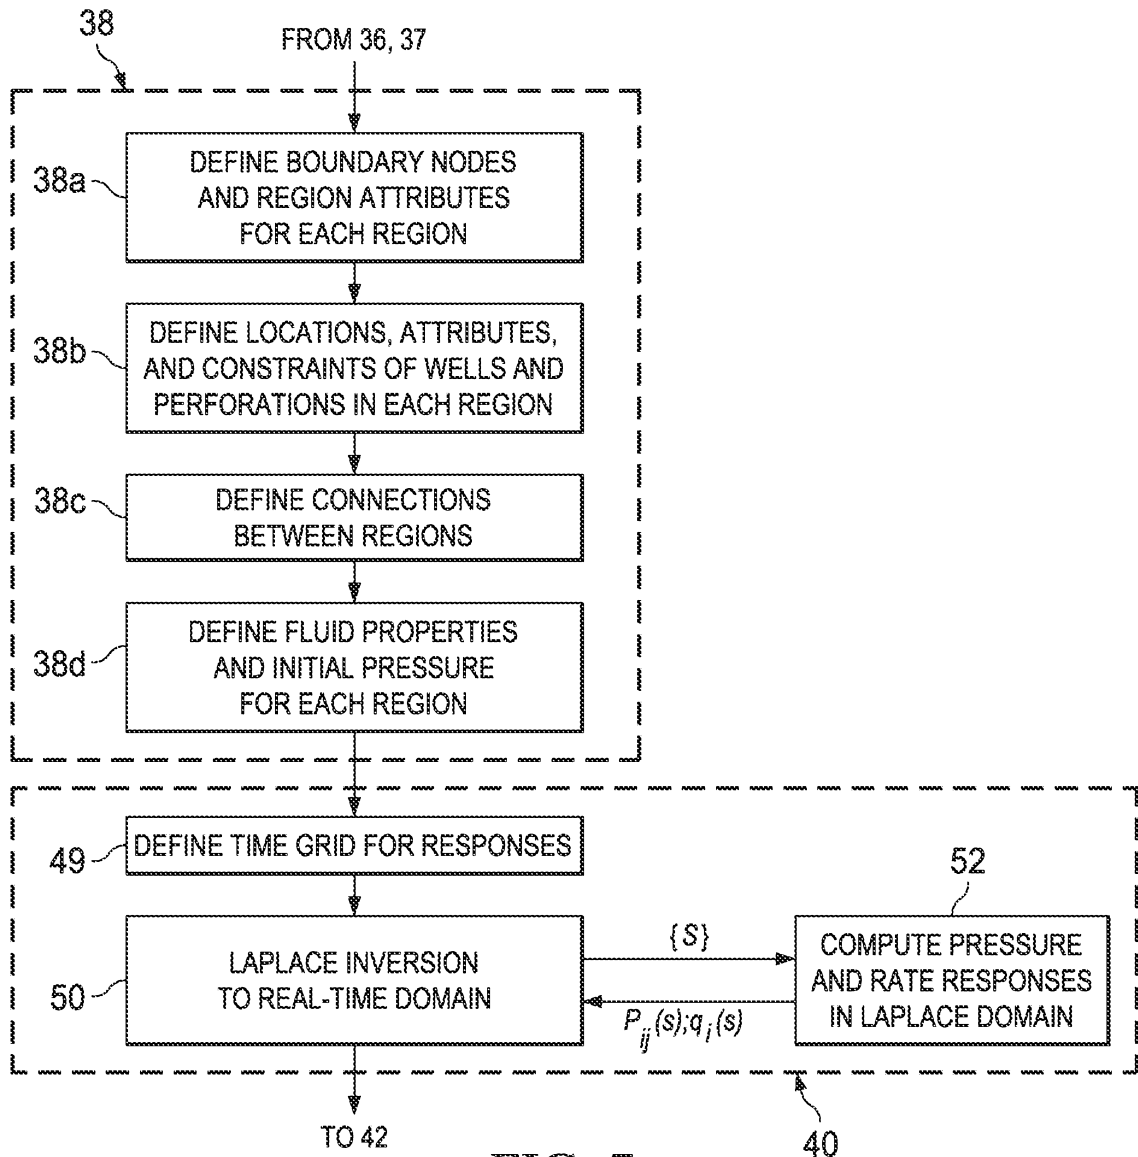 38
FROM 36, 37
38a
DEFINE BOUNDARY NODES
AND REGION ATTRIBUTES
FOR EACH REGION
38b
DEFINE LOCATIONS, ATTRIBUTES,
AND CONSTRAINTS OF WELLS AND
PERFORATIONS IN EACH REGION
38c
DEFINE CONNECTIONS
BETWEEN REGIONS
38d
DEFINE FLUID PROPERTIES
AND INITIAL PRESSURE
FOR EACH REGION
49
DEFINE TIME GRID FOR RESPONSES
50
LAPLACE INVERSION
TO REAL-TIME DOMAIN
{S}
P_ij(s);q_i(s)
52
COMPUTE PRESSURE
AND RATE RESPONSES
IN LAPLACE DOMAIN
40
TO 42